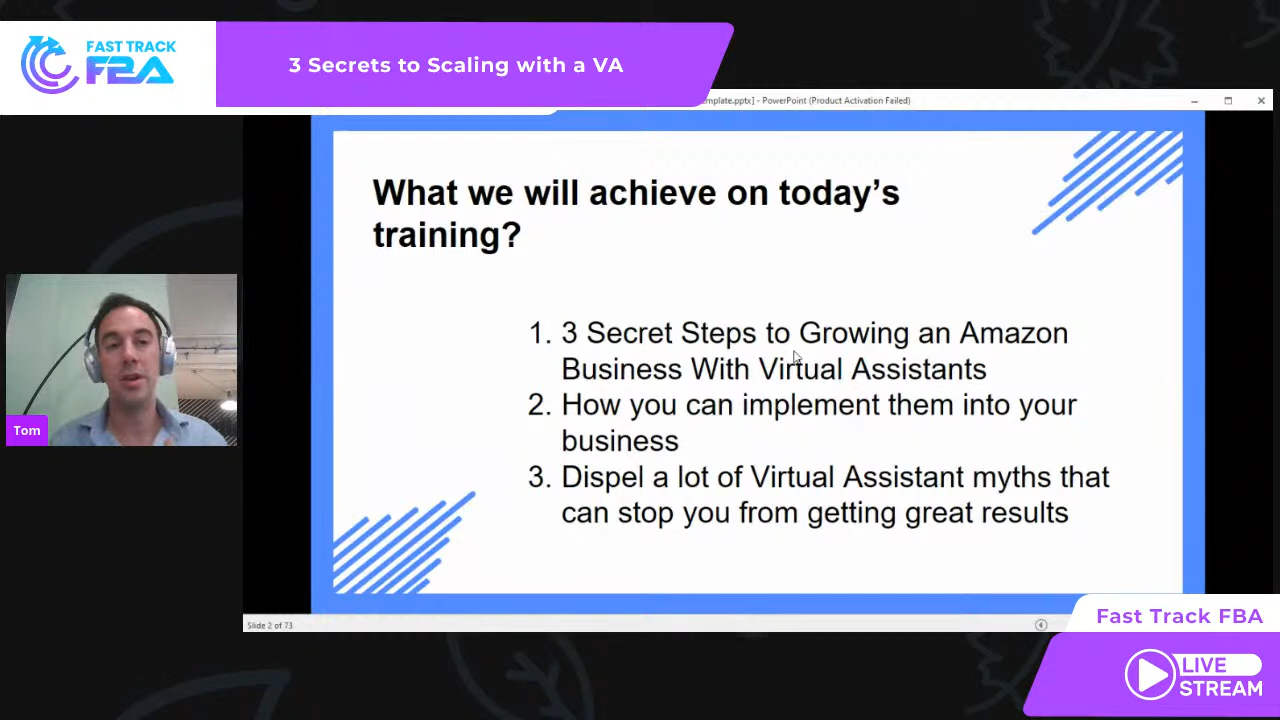 FAST TRACK
FBA
3 Secrets to Scaling with a VA
mplate.pptx] - PowerPoint (Product Activation Failed)
What we will achieve on today's
training?
1. 3 Secret Steps to Growing an Amazon
Business With Virtual Assistants
2. How you can implement them into your
business
3. Dispel a lot of Virtual Assistant myths that
can stop you from getting great results
Tom
Slide 2 of 73
Fast Track FBA
LIVE
STREAM